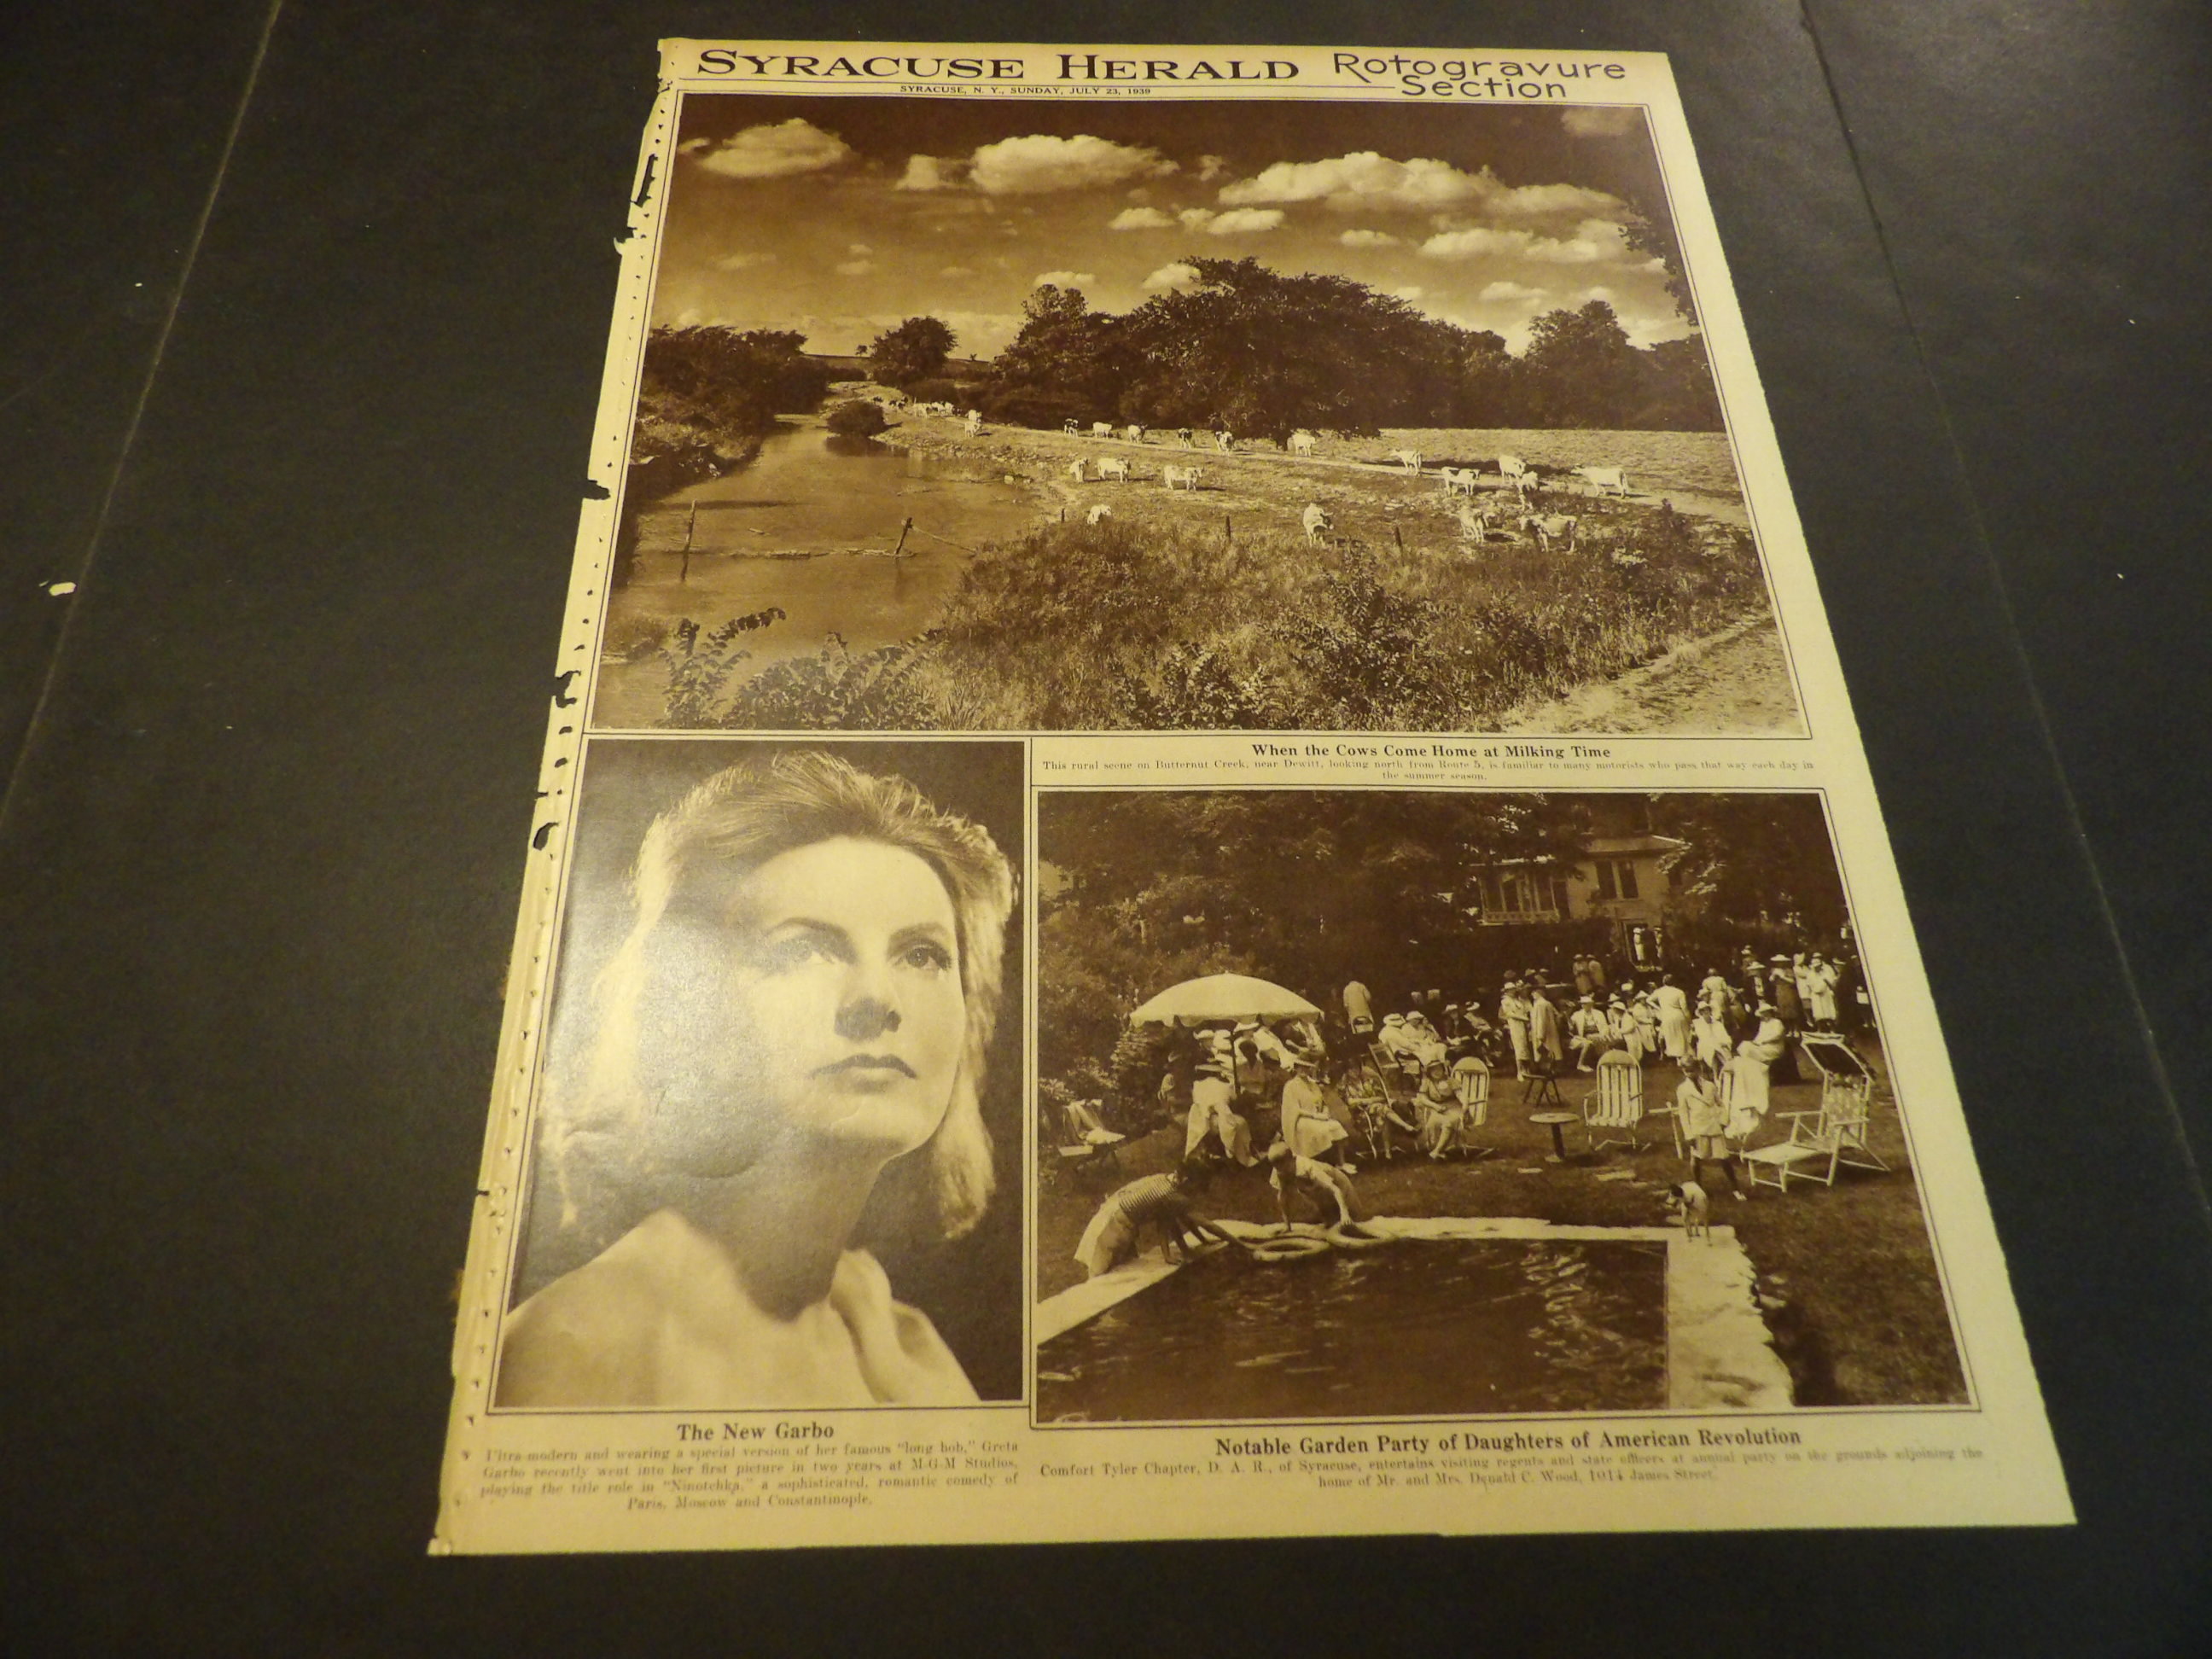 SYRACUSE HERALD
Rotogravure
Section
SYRACUSE, N. Y., SUNDAY, JULY 23, 1939
When the Cows Come Home at Milking Time
This rural scene on Butternut Creek, near Dewitt, looking north from Route 5, is familiar to many motorists who pass that way each day in
the summer season.
The New Garbo
Ultra-modern and wearing a special version of her famous "long bob," Greta
Garbo recently went into her first picture in two years at M-G-M Studios,
playing the title role in "Ninotchka," a sophisticated, romantic comedy of
Paris, Moscow and Constantinople.
Notable Garden Party of Daughters of American Revolution
Comfort Tyler Chapter, D. A. R., of Syracuse, entertains visiting regents and state officers at annual party on the grounds adjoining the
home of Mr. and Mrs. Donald C. Wood, 1914 James Street.